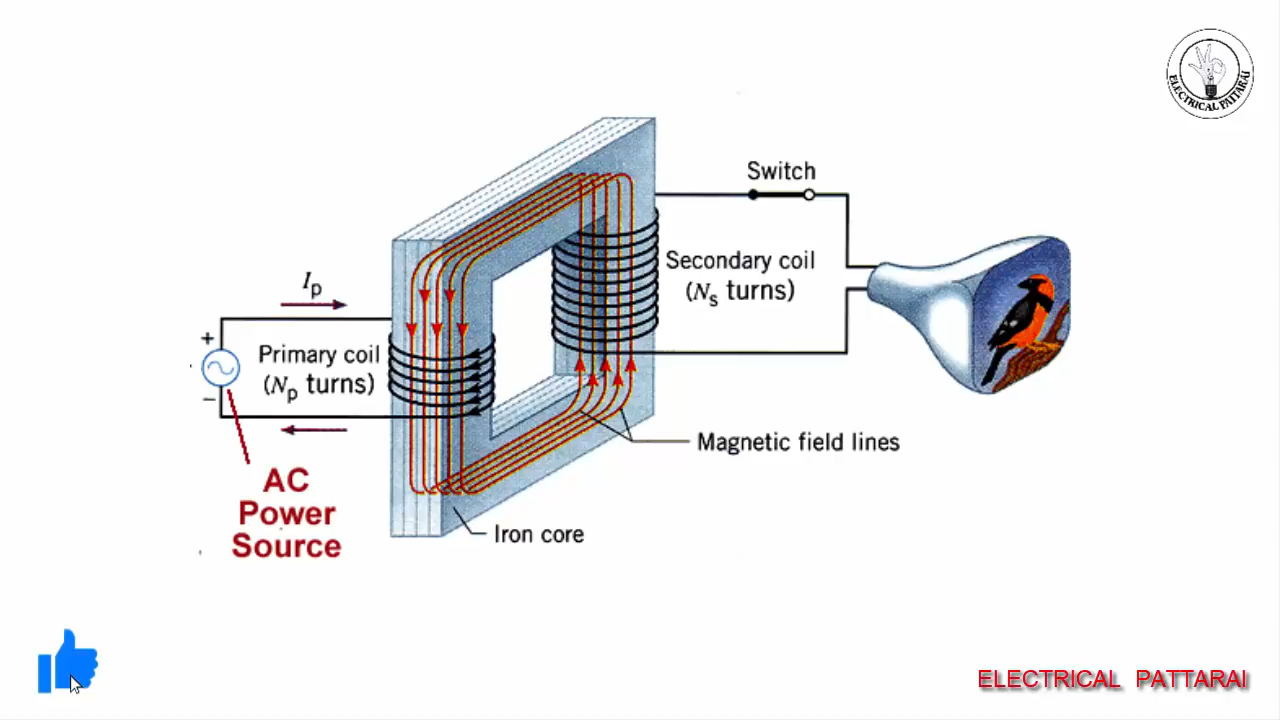 ELECTRICAL PATTARAI
Switch
Secondary coil
(Ns turns)
Ip
+
Primary coil
(Np turns)
−
Magnetic field lines
AC
Power
Source
Iron core
ELECTRICAL PATTARAI